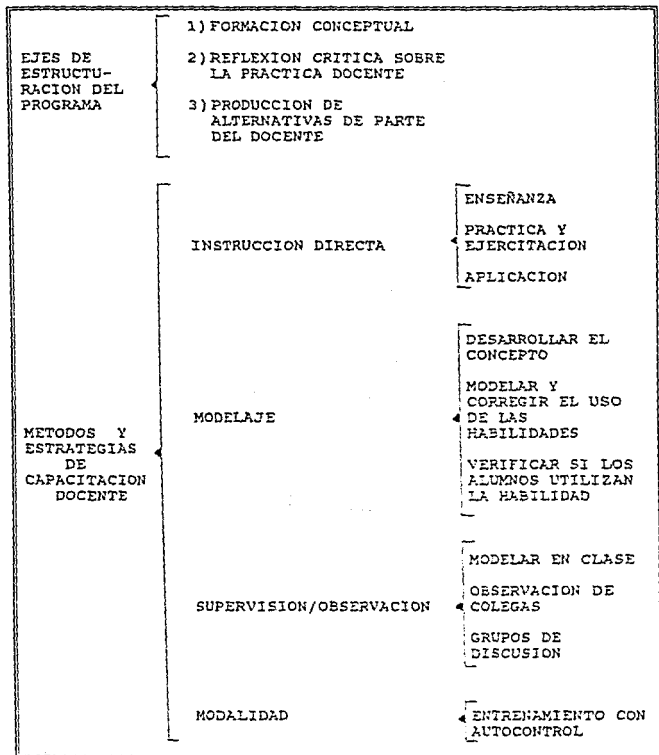 EJES DE
ESTRUCTU-
RACION DEL
PROGRAMA
1) FORMACION CONCEPTUAL
2) REFLEXION CRITICA SOBRE
LA PRACTICA DOCENTE
3) PRODUCCION DE
ALTERNATIVAS DE PARTE
DEL DOCENTE
METODOS Y
ESTRATEGIAS
DE
CAPACITACION
DOCENTE
INSTRUCCION DIRECTA
ENSEÑANZA
PRACTICA Y
EJERCITACION
APLICACION
MODELAJE
DESARROLLAR EL
CONCEPTO
MODELAR Y
CORREGIR EL USO
DE LAS
HABILIDADES
VERIFICAR SI LOS
ALUMNOS UTILIZAN
LA HABILIDAD
SUPERVISION/OBSERVACION
MODELAR EN CLASE
OBSERVACION DE
COLEGAS
GRUPOS DE
DISCUSION
MODALIDAD
ENTRENAMIENTO CON
AUTOCONTROL